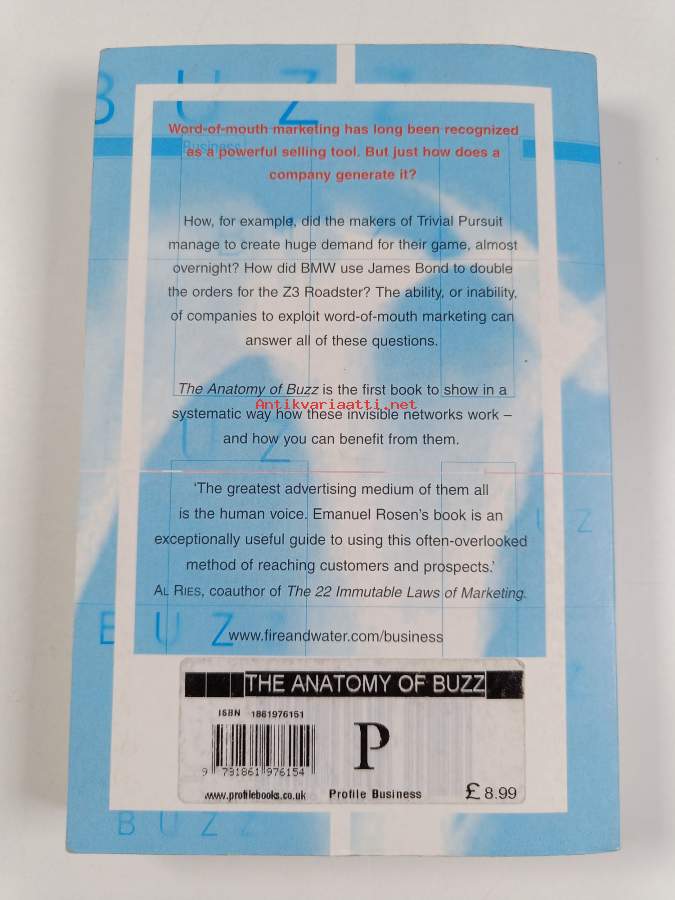 B U Z Z
Business
Word-of-mouth marketing has long been recognized
as a powerful selling tool. But just how does a
company generate it?
How, for example, did the makers of Trivial Pursuit
manage to create huge demand for their game, almost
overnight? How did BMW use James Bond to double
the orders for the Z3 Roadster? The ability, or inability,
of companies to exploit word-of-mouth marketing can
answer all of these questions.
The Anatomy of Buzz is the first book to show in a
Antikvariaatti.net
systematic way how these invisible networks work –
and how you can benefit from them.
U Z
'The greatest advertising medium of them all
is the human voice. Emanuel Rosen's book is an
exceptionally useful guide to using this often-overlooked
method of reaching customers and prospects.'
U Z
AL RIES, coauthor of The 22 Immutable Laws of Marketing.
B U Z
www.fireandwater.com/business
THE ANATOMY OF BUZZ
ISBN 1861976151
9 781861 976154
P
www.profilebooks.co.uk
Profile Business
£8.99
B U Z Z